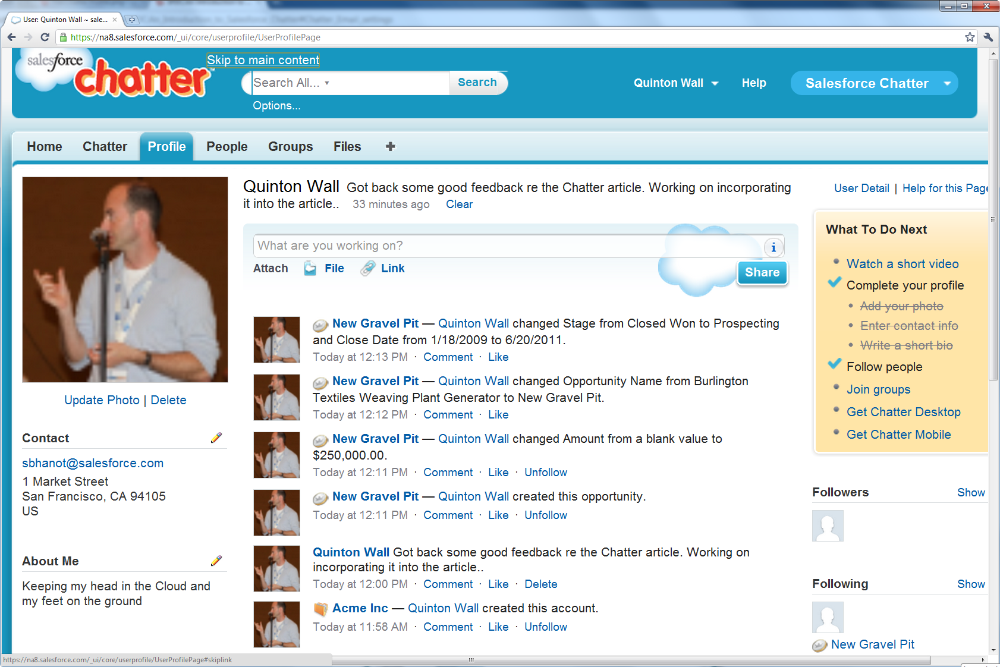 User: Quinton Wall ~ sale...
https://na8.salesforce.com/_ui/core/userprofile/UserProfilePage
salesforce
chatter
Skip to main content
Search All...
Search
Options...
Quinton Wall
Help
Salesforce Chatter
Home
Chatter
Profile
People
Groups
Files
Update Photo | Delete
Contact
sbhanot@salesforce.com
1 Market Street
San Francisco, CA 94105
US
About Me
Keeping my head in the Cloud and
my feet on the ground
Quinton Wall Got back some good feedback re the Chatter article. Working on incorporating
it into the article.. 33 minutes ago Clear
What are you working on?
Attach File Link
Share
New Gravel Pit — Quinton Wall changed Stage from Closed Won to Prospecting
and Close Date from 1/18/2009 to 6/20/2011.
Today at 12:13 PM · Comment · Like
New Gravel Pit — Quinton Wall changed Opportunity Name from Burlington
Textiles Weaving Plant Generator to New Gravel Pit.
Today at 12:12 PM · Comment · Like
New Gravel Pit — Quinton Wall changed Amount from a blank value to
$250,000.00.
Today at 12:11 PM · Comment · Like · Unfollow
New Gravel Pit — Quinton Wall created this opportunity.
Today at 12:11 PM · Comment · Like · Unfollow
Quinton Wall Got back some good feedback re the Chatter article. Working on
incorporating it into the article..
Today at 12:00 PM · Comment · Like · Delete
Acme Inc — Quinton Wall created this account.
Today at 11:58 AM · Comment · Like · Unfollow
User Detail | Help for this Page
What To Do Next
Watch a short video
Complete your profile
Add your photo
Enter contact info
Write a short bio
Follow people
Join groups
Get Chatter Desktop
Get Chatter Mobile
Followers Show
Following Show
New Gravel Pit
https://na8.salesforce.com/_ui/core/userprofile/UserProfilePage#skiplink